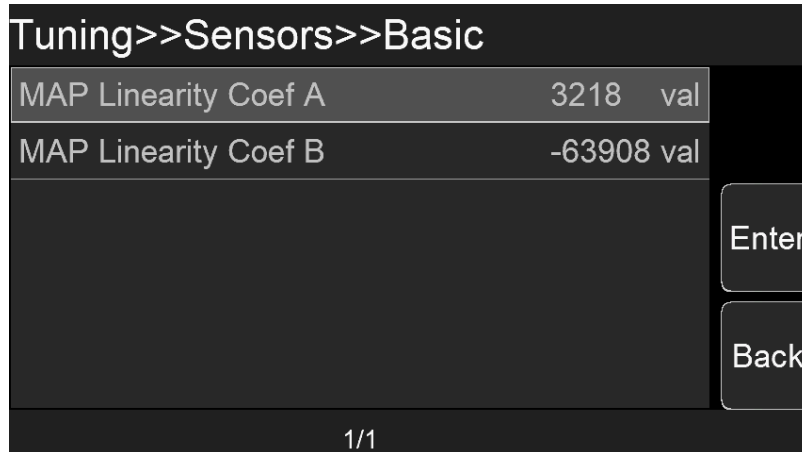 Tuning>>Sensors>>Basic
MAP Linearity Coef A 3218 val
MAP Linearity Coef B -63908 val
Enter
Back
1/1